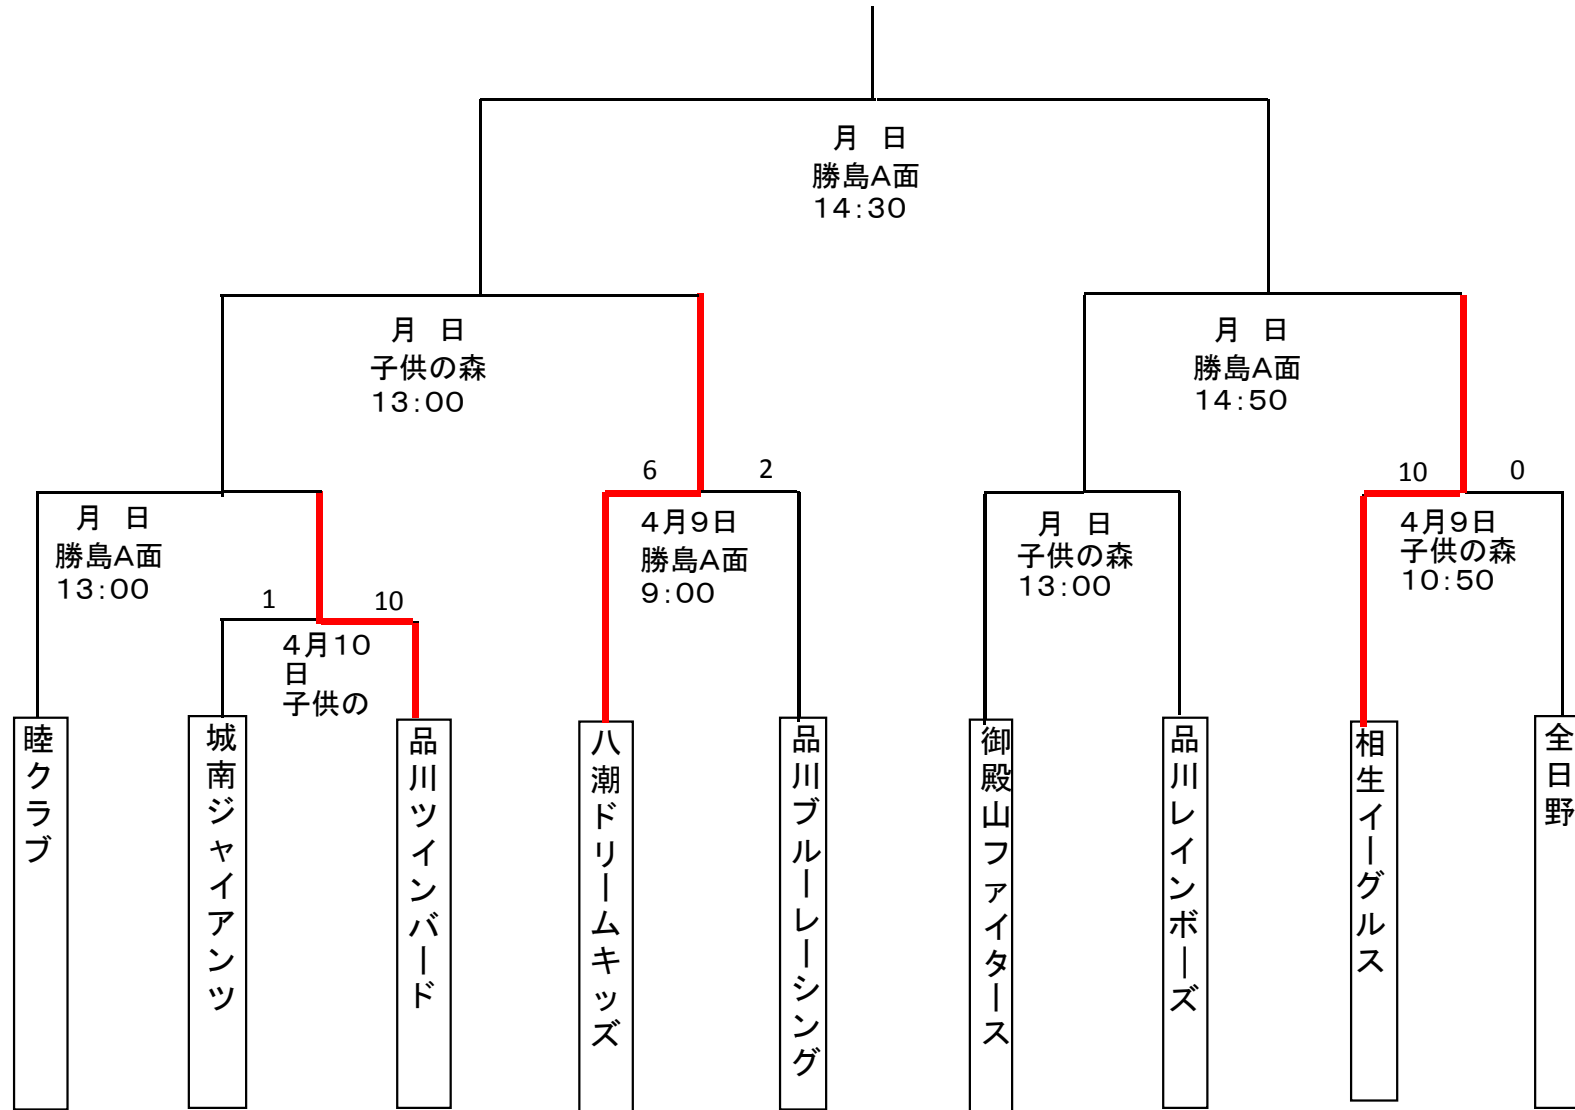 月 日
勝島A面
14:30
月 日
子供の森
13:00
月 日
勝島A面
14:50
6
2
10
0
月 日
勝島A面
13:00
4月9日
勝島A面
9:00
月 日
子供の森
13:00
4月9日
子供の森
10:50
1
10
4月10
日
子供の
睦クラブ
城南ジャイアンツ
品川ツインバード
八潮ドリームキッズ
品川ブルーレーシング
御殿山ファイタース
品川レインボーズ
相生イーグルス
全日野